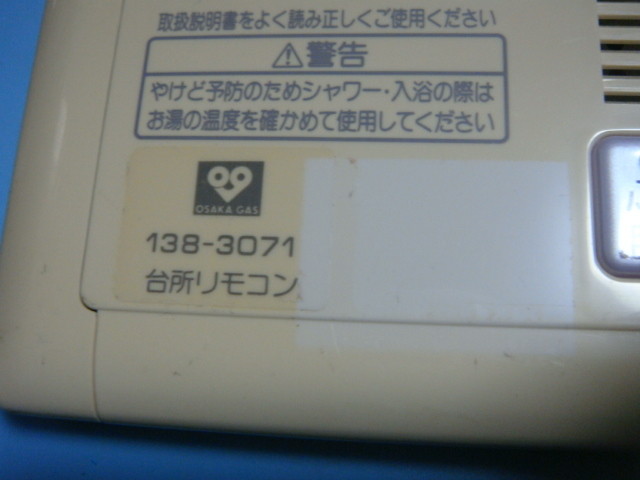 取扱説明書をよく読み正しくご使用ください
警告
やけど予防のためシャワー・入浴の際は
お湯の温度を確かめて使用してください
OSAKA GAS
138-3071
台所リモコン